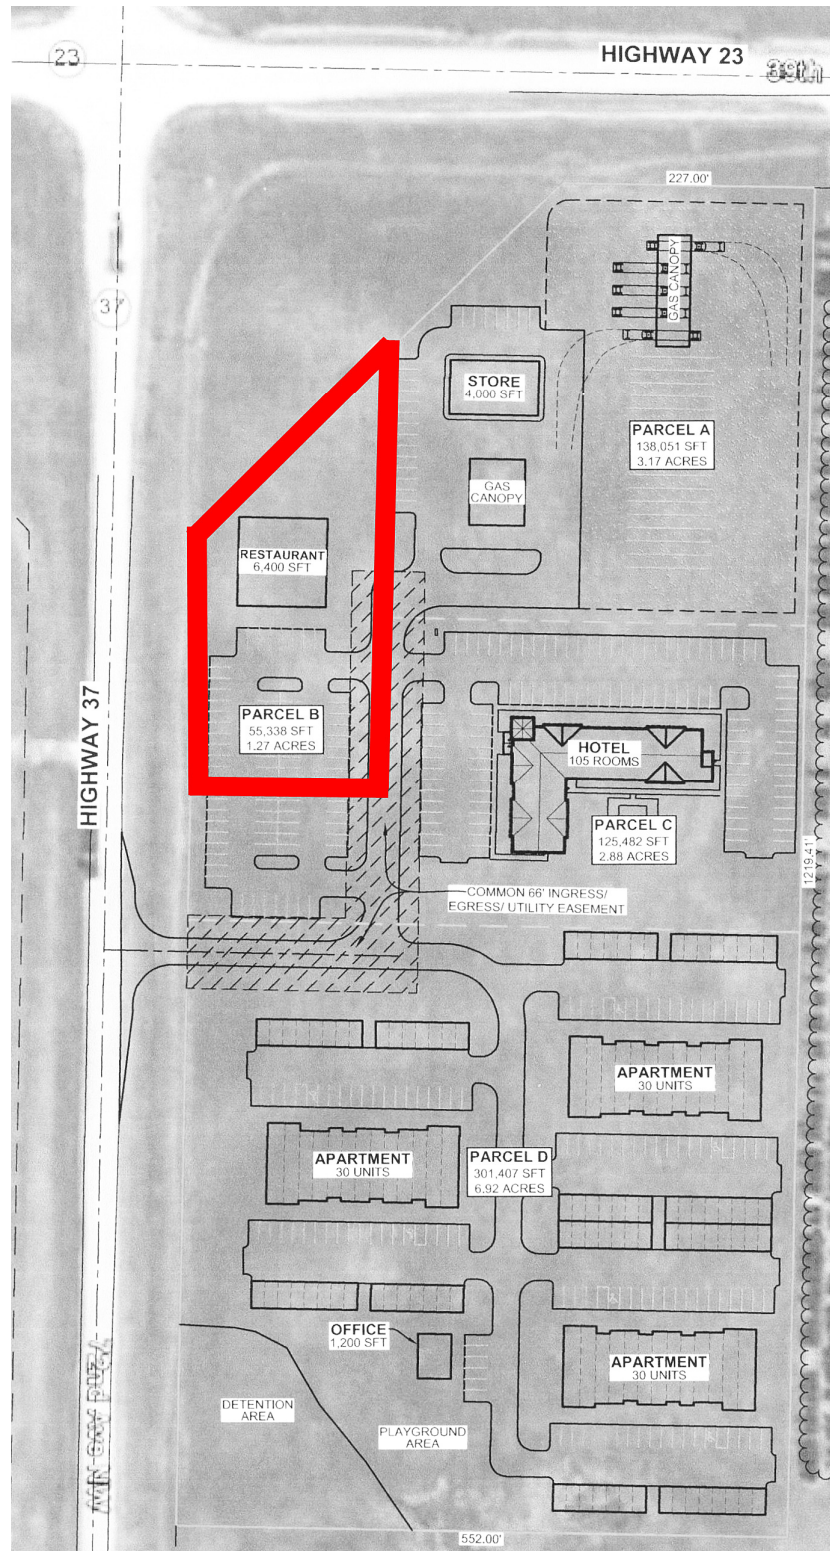 HIGHWAY 23
23
39th
227.00'
37
GAS CANOPY
STORE
4,000 SFT
PARCEL A
138,051 SFT
3.17 ACRES
GAS
CANOPY
RESTAURANT
6,400 SFT
HIGHWAY 37
PARCEL B
55,338 SFT
1.27 ACRES
HOTEL
105 ROOMS
PARCEL C
125,482 SFT
2.88 ACRES
1219.41'
COMMON 66' INGRESS/
EGRESS/ UTILITY EASEMENT
APARTMENT
30 UNITS
APARTMENT
30 UNITS
PARCEL D
301,407 SFT
6.92 ACRES
OFFICE
1,200 SFT
APARTMENT
30 UNITS
DETENTION
AREA
PLAYGROUND
AREA
552.00'